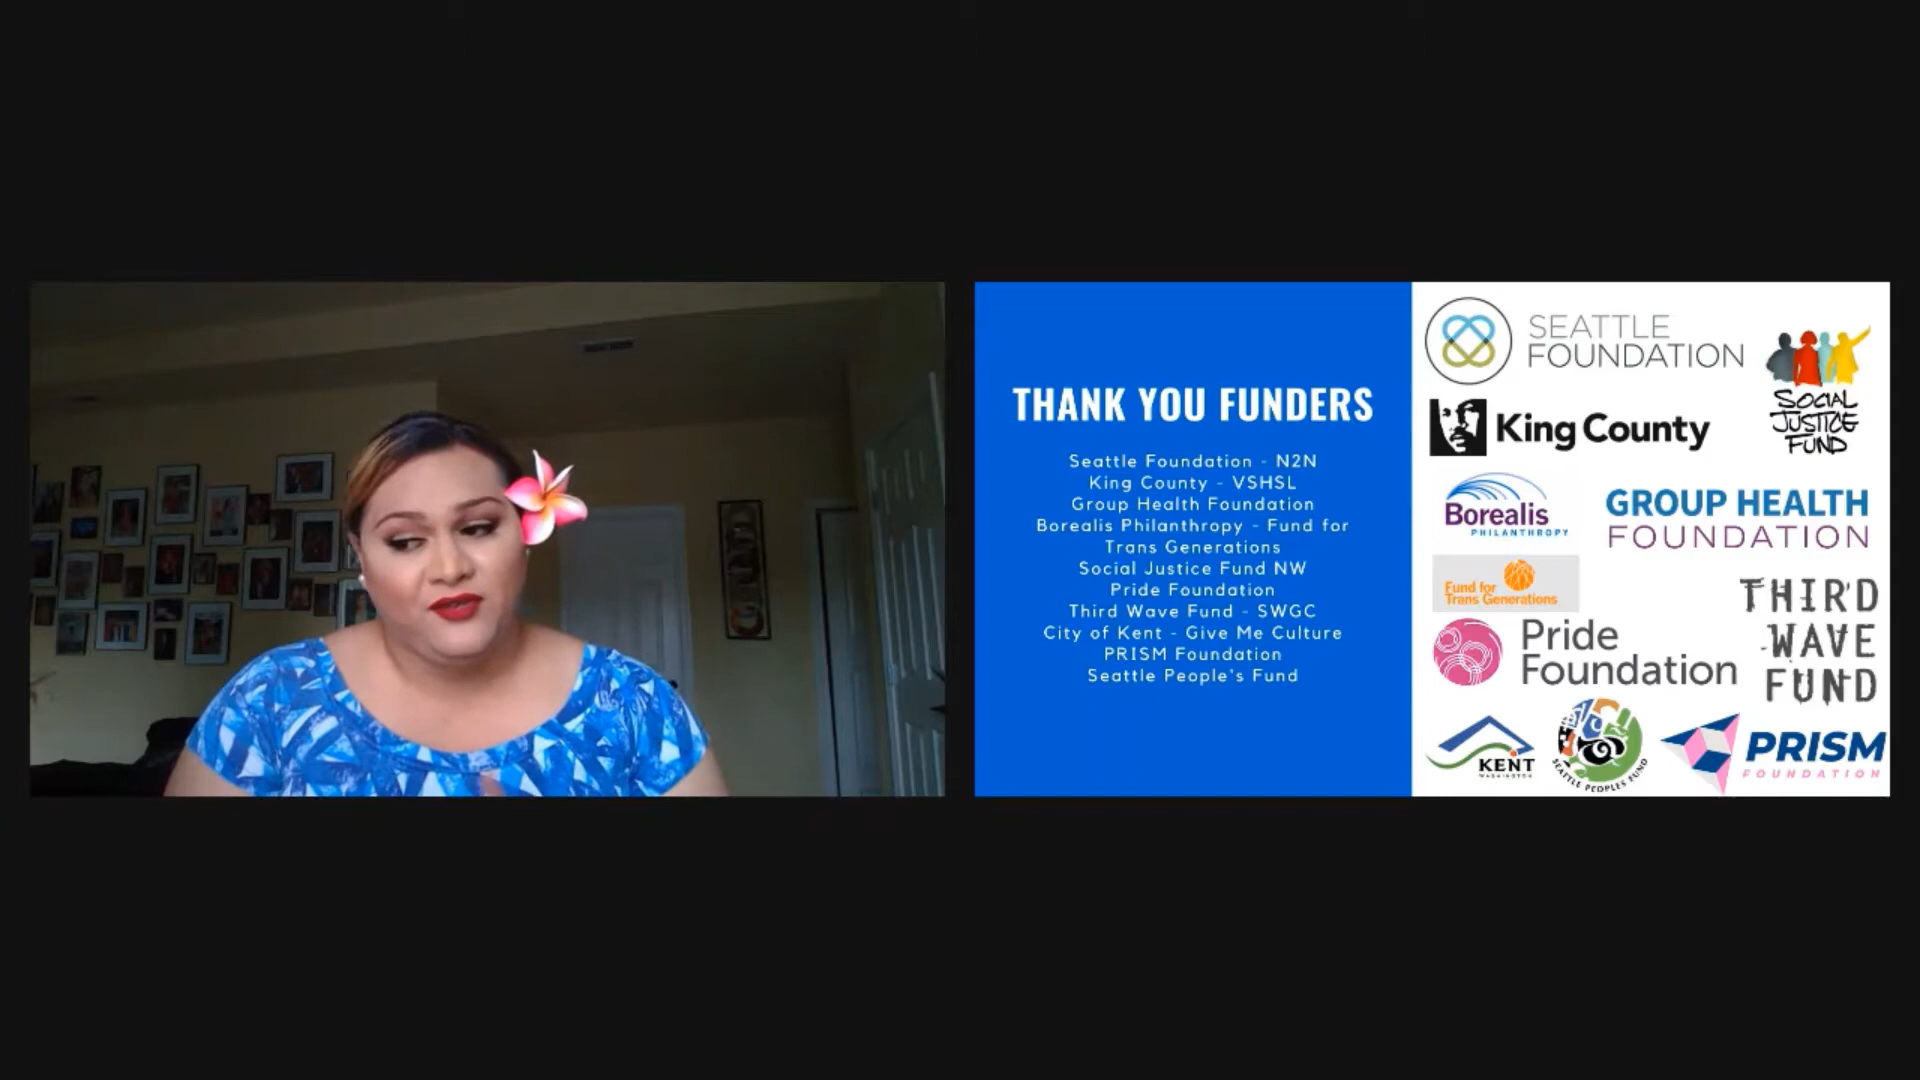 THANK YOU FUNDERS
Seattle Foundation - N2N
King County - VSHSL
Group Health Foundation
Borealis Philanthropy - Fund for
Trans Generations
Social Justice Fund NW
Pride Foundation
Third Wave Fund - SWGC
City of Kent - Give Me Culture
PRISM Foundation
Seattle People's Fund
SEATTLE
FOUNDATION
SOCIAL
JUSTICE
FUND
King County
Borealis
PHILANTHROPY
GROUP HEALTH
FOUNDATION
Fund for
Trans Generations
THIRD
WAVE
FUND
Pride
Foundation
KENT
WASHINGTON
SEATTLE PEOPLES FUND
PRISM
FOUNDATION